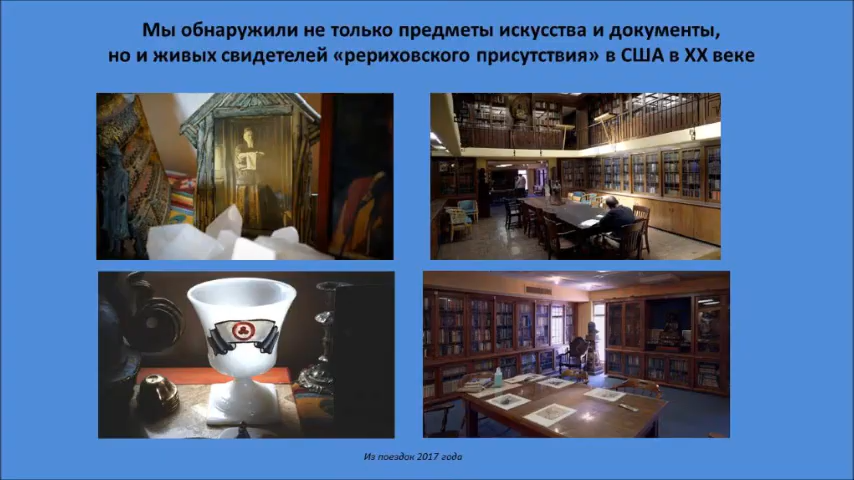 Мы обнаружили не только предметы искусства и документы,
но и живых свидетелей «рериховского присутствия» в США в XX веке
Из поездок 2017 года